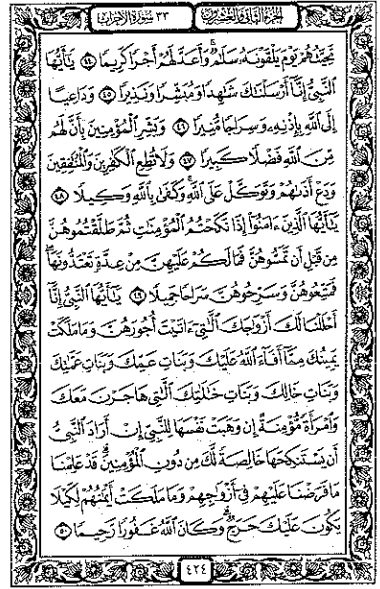 الجزء الثاني والعشرون ٣٣ سورة الأحزاب
تَحِيَّتُهُمْ يَوْمَ يَلْقَوْنَهُۥ سَلَٰمٌ وَأَعَدَّ لَهُمْ أَجْرًا كَرِيمًا ٤٤ يَٰٓأَيُّهَا
ٱلنَّبِىُّ إِنَّآ أَرْسَلْنَٰكَ شَٰهِدًا وَمُبَشِّرًا وَنَذِيرًا ٤٥ وَدَاعِيًا
إِلَى ٱللَّهِ بِإِذْنِهِۦ وَسِرَاجًا مُّنِيرًا ٤٦ وَبَشِّرِ ٱلْمُؤْمِنِينَ بِأَنَّ لَهُم
مِّنَ ٱللَّهِ فَضْلًا كَبِيرًا ٤٧ وَلَا تُطِعِ ٱلْكَٰفِرِينَ وَٱلْمُنَٰفِقِينَ
وَدَعْ أَذَىٰهُمْ وَتَوَكَّلْ عَلَى ٱللَّهِ وَكَفَىٰ بِٱللَّهِ وَكِيلًا ٤٨
يَٰٓأَيُّهَا ٱلَّذِينَ ءَامَنُوٓا۟ إِذَا نَكَحْتُمُ ٱلْمُؤْمِنَٰتِ ثُمَّ طَلَّقْتُمُوهُنَّ
مِن قَبْلِ أَن تَمَسُّوهُنَّ فَمَا لَكُمْ عَلَيْهِنَّ مِنْ عِدَّةٍ تَعْتَدُّونَهَا
فَمَتِّعُوهُنَّ وَسَرِّحُوهُنَّ سَرَاحًا جَمِيلًا ٤٩ يَٰٓأَيُّهَا ٱلنَّبِىُّ إِنَّآ
أَحْلَلْنَا لَكَ أَزْوَٰجَكَ ٱلَّٰتِىٓ ءَاتَيْتَ أُجُورَهُنَّ وَمَا مَلَكَتْ
يَمِينُكَ مِمَّآ أَفَآءَ ٱللَّهُ عَلَيْكَ وَبَنَاتِ عَمِّكَ وَبَنَاتِ عَمَّٰتِكَ
وَبَنَاتِ خَالِكَ وَبَنَاتِ خَٰلَٰتِكَ ٱلَّٰتِى هَاجَرْنَ مَعَكَ
وَٱمْرَأَةً مُّؤْمِنَةً إِن وَهَبَتْ نَفْسَهَا لِلنَّبِىِّ إِنْ أَرَادَ ٱلنَّبِىُّ
أَن يَسْتَنكِحَهَا خَالِصَةً لَّكَ مِن دُونِ ٱلْمُؤْمِنِينَ قَدْ عَلِمْنَا
مَا فَرَضْنَا عَلَيْهِمْ فِىٓ أَزْوَٰجِهِمْ وَمَا مَلَكَتْ أَيْمَٰنُهُمْ لِكَيْلَا
يَكُونَ عَلَيْكَ حَرَجٌ وَكَانَ ٱللَّهُ غَفُورًا رَّحِيمًا ٥٠
٤٢٤